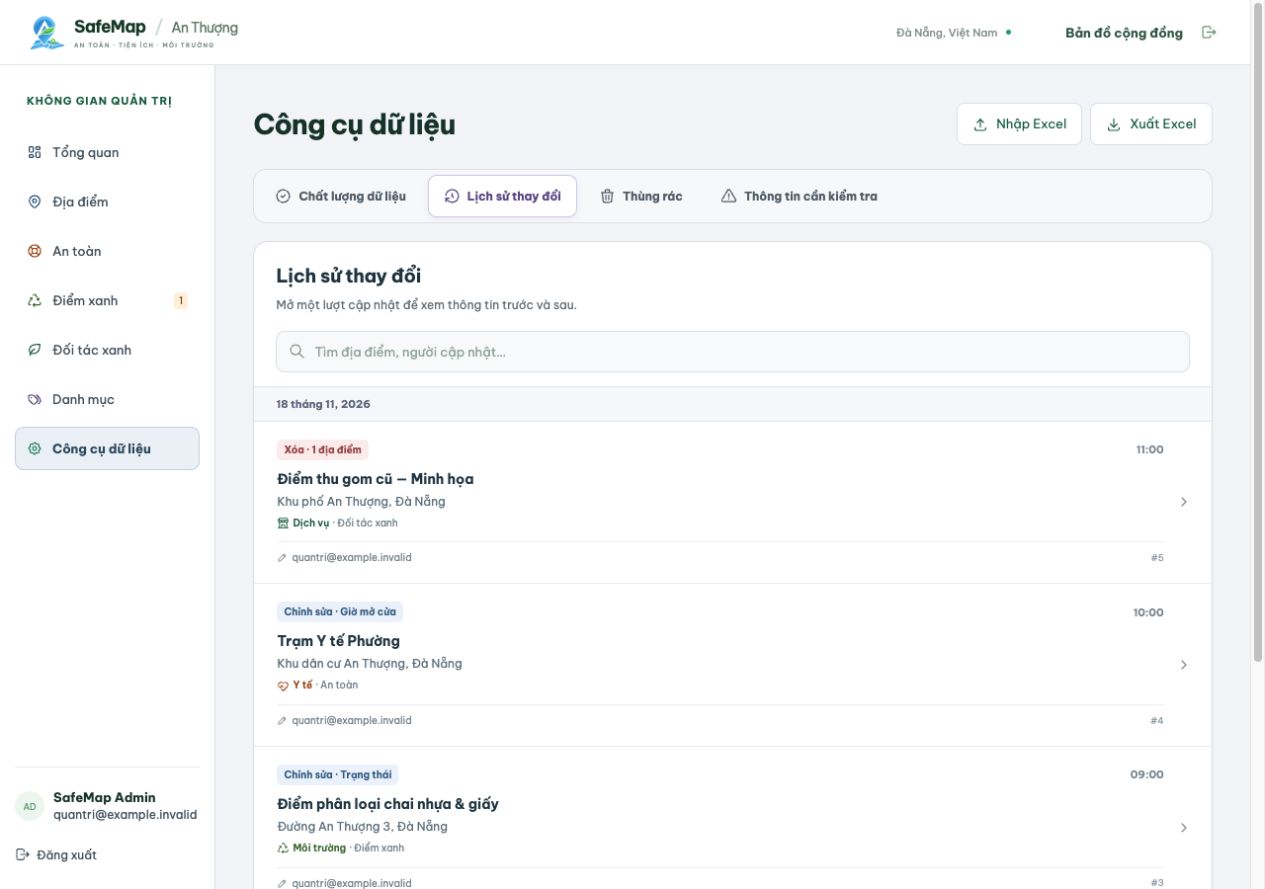 SafeMap / An Thượng
AN TOÀN · TIỆN ÍCH · MÔI TRƯỜNG
Đà Nẵng, Việt Nam
Bản đồ cộng đồng
KHÔNG GIAN QUẢN TRỊ
Tổng quan
Địa điểm
An toàn
Điểm xanh 1
Đối tác xanh
Danh mục
Công cụ dữ liệu
AD
SafeMap Admin
quantri@example.invalid
Đăng xuất
Công cụ dữ liệu
Nhập Excel
Xuất Excel
Chất lượng dữ liệu
Lịch sử thay đổi
Thùng rác
Thông tin cần kiểm tra
Lịch sử thay đổi
Mở một lượt cập nhật để xem thông tin trước và sau.
Tìm địa điểm, người cập nhật...
18 tháng 11, 2026
Xóa · 1 địa điểm
11:00
Điểm thu gom cũ — Minh họa
Khu phố An Thượng, Đà Nẵng
Dịch vụ · Đối tác xanh
quantri@example.invalid
#5
Chỉnh sửa · Giờ mở cửa
10:00
Trạm Y tế Phường
Khu dân cư An Thượng, Đà Nẵng
Y tế · An toàn
quantri@example.invalid
#4
Chỉnh sửa · Trạng thái
09:00
Điểm phân loại chai nhựa & giấy
Đường An Thượng 3, Đà Nẵng
Môi trường · Điểm xanh
quantri@example.invalid
#3